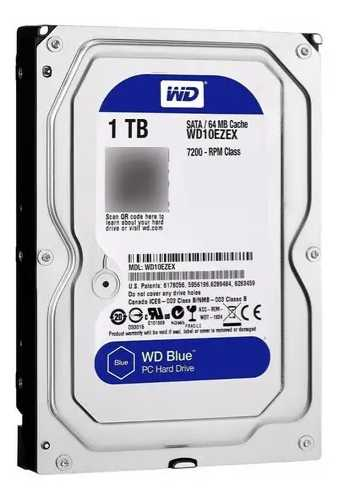 WD
1 TB
SATA / 64 MB Cache
WD10EZEX
7200 - RPM Class
Scan QR code here to
learn about your hard
drive or visit wd.com
MDL: WD10EZEX
U.S. Patents: 6178056, 5956196, 6289484, 6263459
Do not cover any drive holes
Canada ICES - 003 Class B/NMB - 003 Classe B
Product warranty will be void if any seal, label or cover is removed or damaged
Blue
WD Blue™
PC Hard Drive